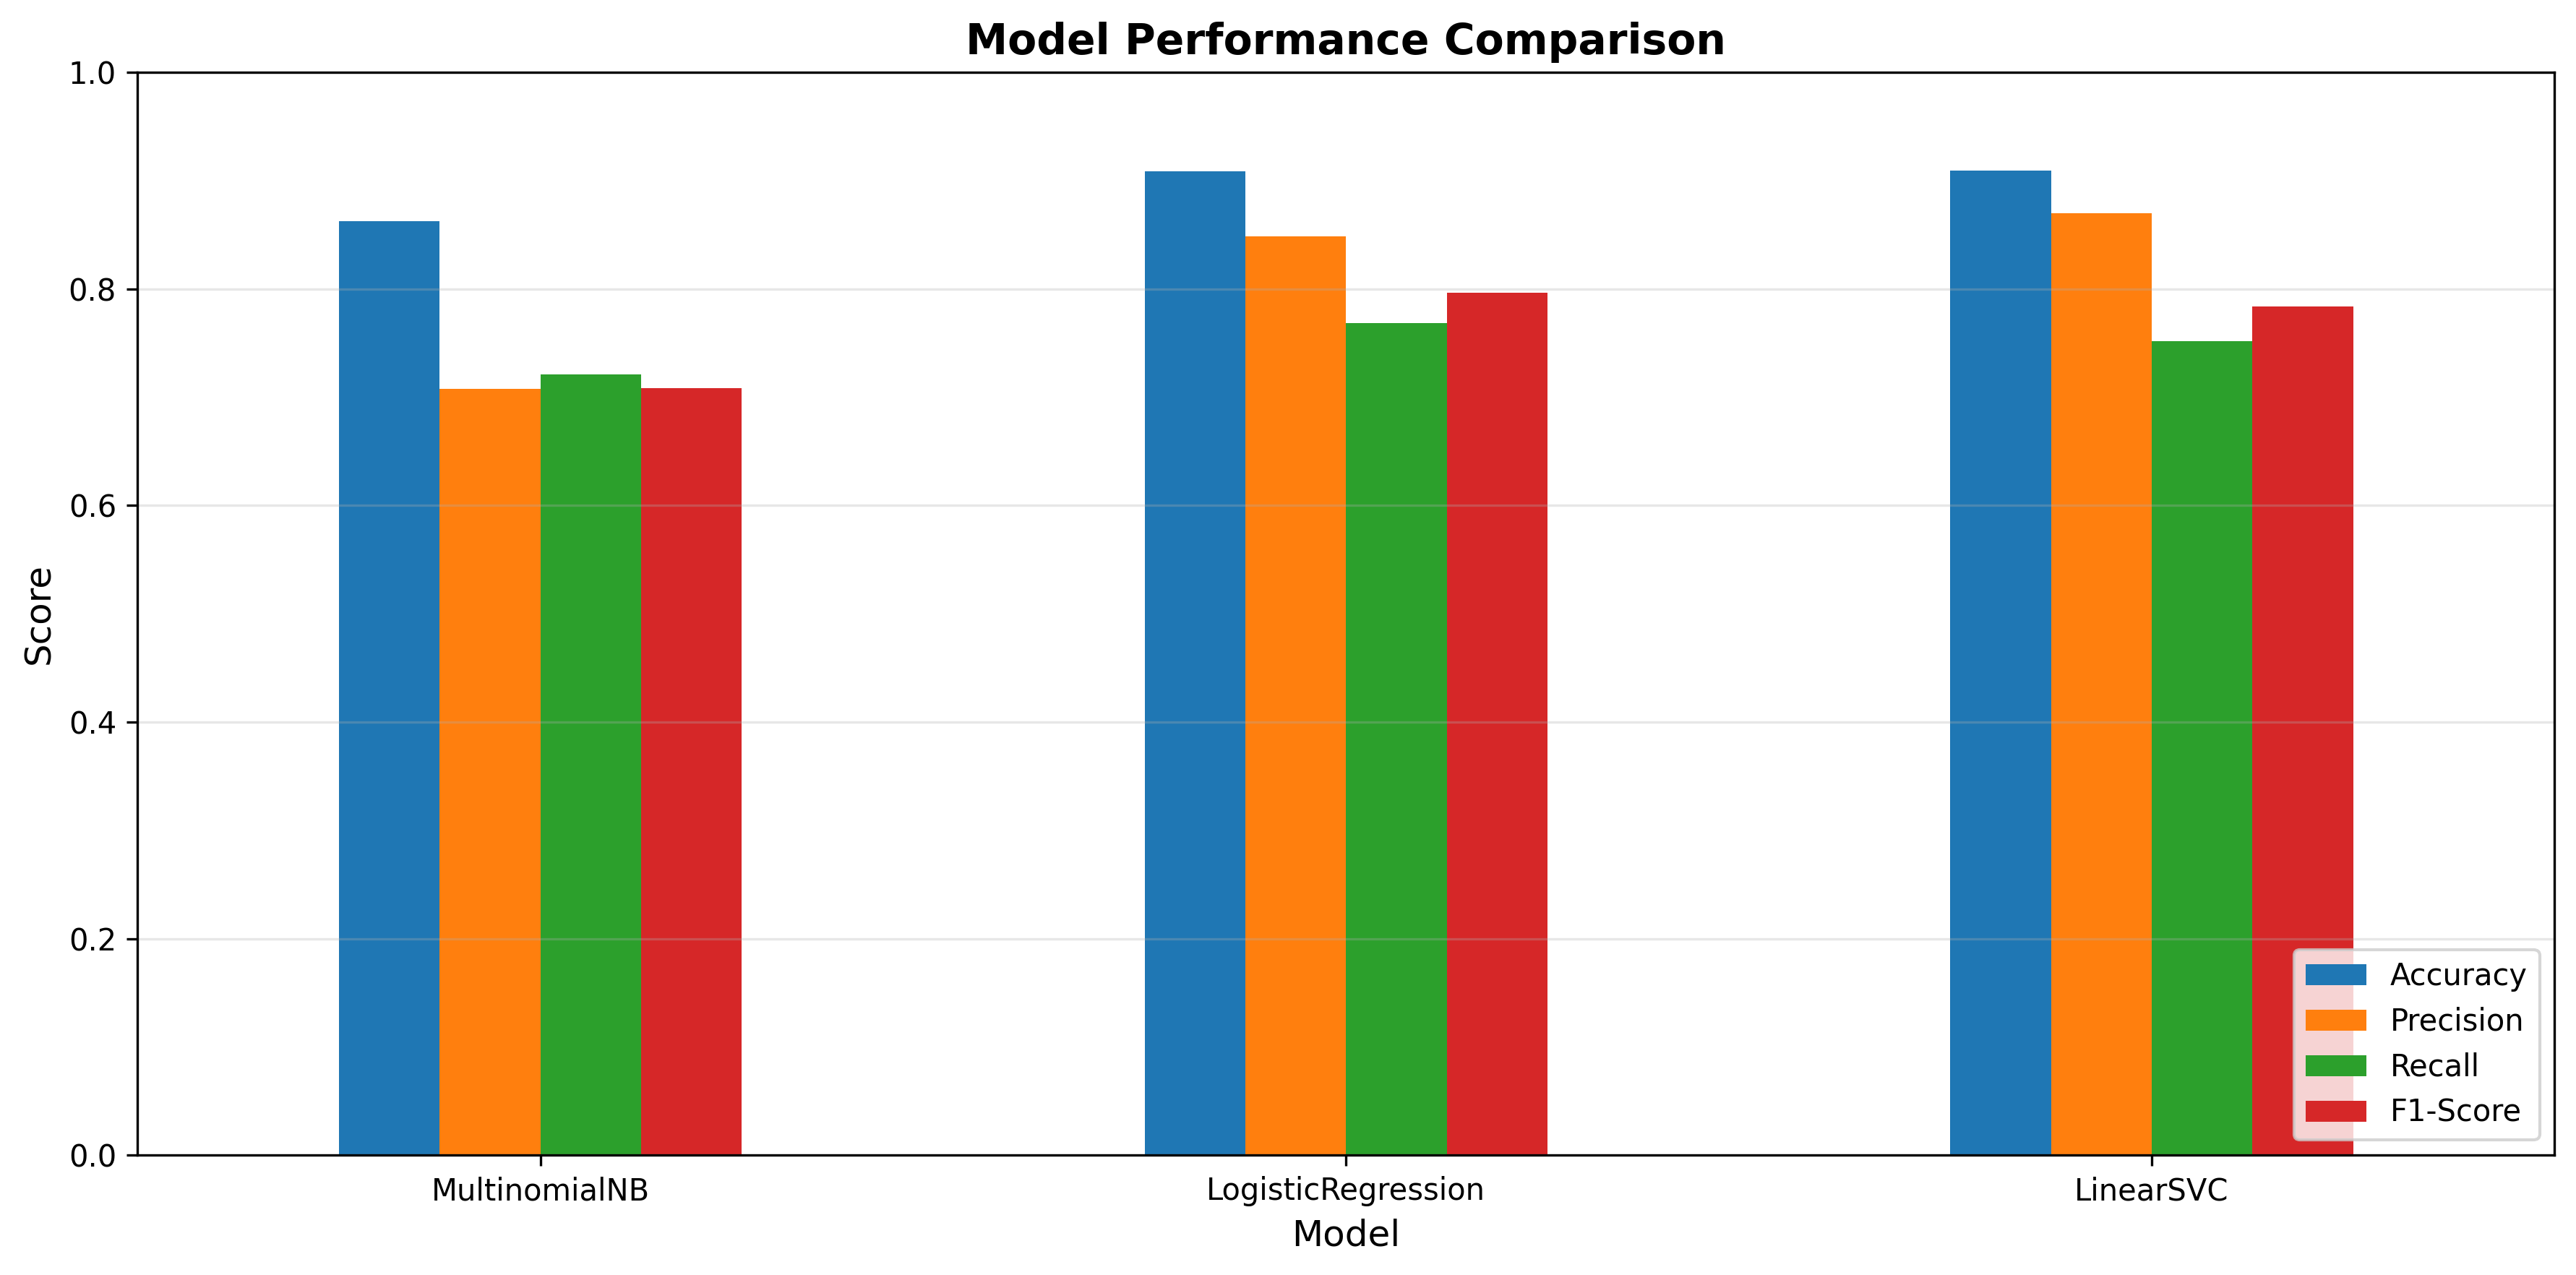 Model Performance Comparison
1.0
0.8
0.6
0.4
0.2
0.0
Score
MultinomialNB
LogisticRegression
LinearSVC
Model
Accuracy
Precision
Recall
F1-Score